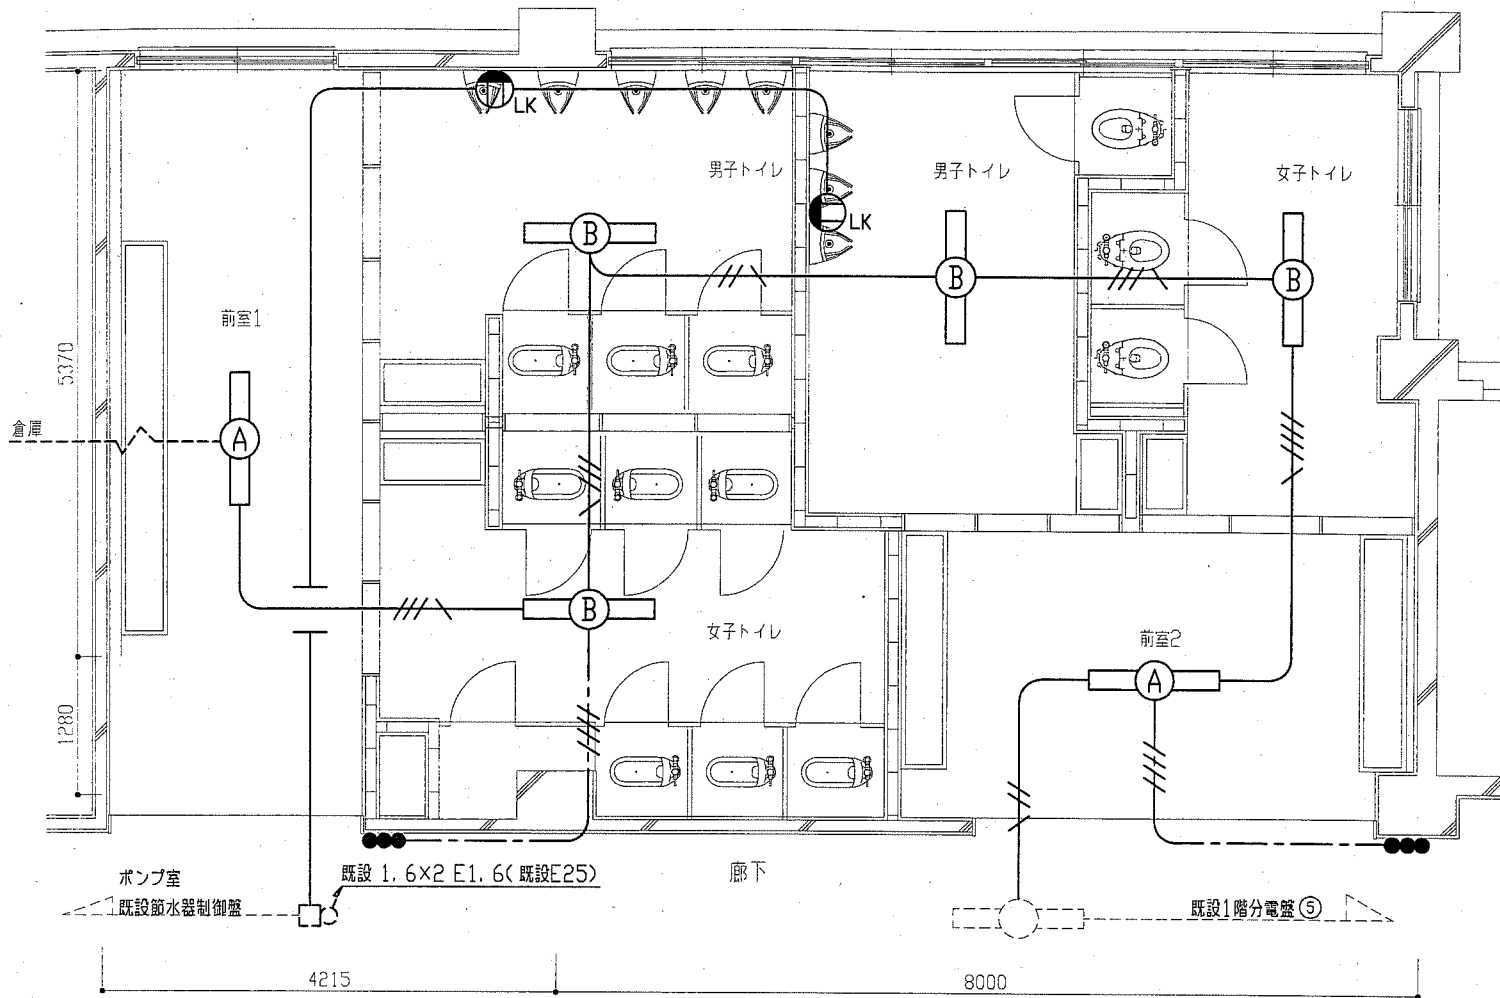 LK
男子トイレ
男子トイレ
女子トイレ
LK
B
B
B
前室1
5370
倉庫
A
B
女子トイレ
前室2
A
1280
ポンプ室
既設節水器制御盤
既設 1.6×2 E1.6(既設E25)
廊下
既設1階分電盤⑤
4215
8000